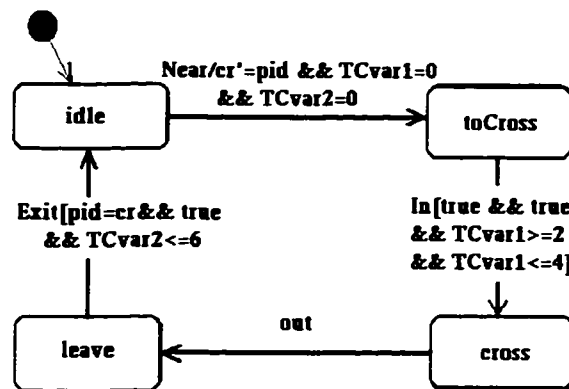 Near/cr'=pid && TCvar1=0
&& TCvar2=0
idle
toCross
Exit[pid=cr&& true
&& TCvar2<=6
In[true && true
&& TCvar1>=2
&& TCvar1<=4]
out
leave
cross